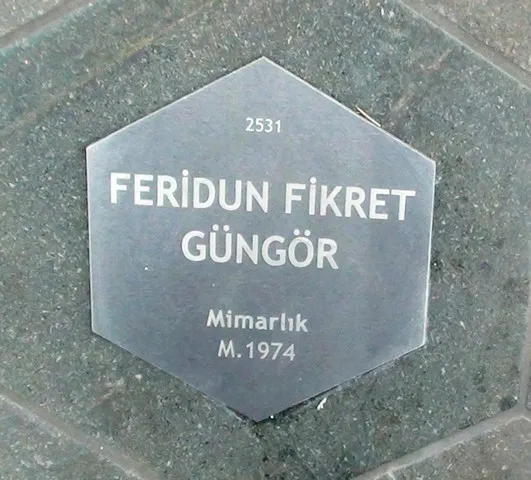 2531
FERİDUN FİKRET
GÜNGÖR
Mimarlık
M.1974